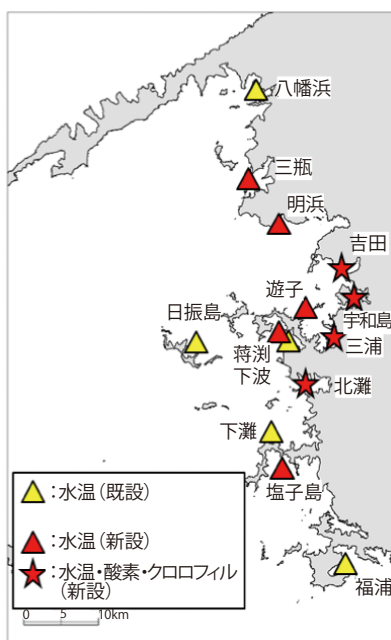 八幡浜
三瓶
明浜
吉田
遊子
日振島
宇和島
三浦
蒋渕
下波
北灘
下灘
塩子島
福浦
:水温（既設）
:水温（新設）
:水温・酸素・クロロフィル
（新設）
0 5 10km